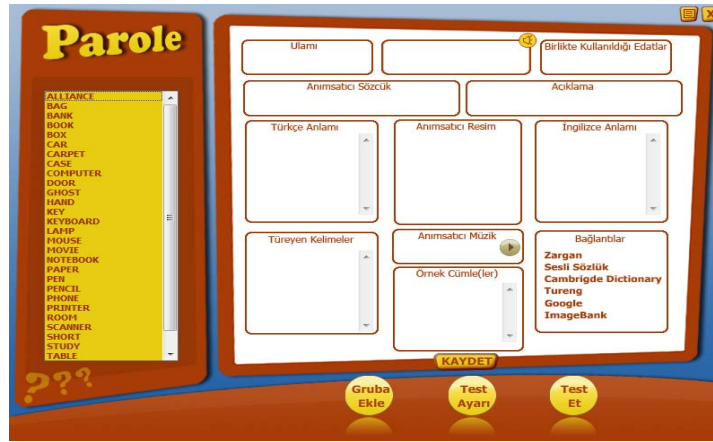 Parole
ALLIANCE
BAG
BANK
BOOK
BOX
CAR
CARPET
CASE
COMPUTER
DOOR
GHOST
HAND
KEY
KEYBOARD
LAMP
MOUSE
MOVIE
NOTEBOOK
PAPER
PEN
PENCIL
PHONE
PRINTER
ROOM
SCANNER
SHORT
STUDY
TABLE
???
Ulamı
Birlikte Kullanıldığı Edatlar
Anımsatıcı Sözcük
Açıklama
Türkçe Anlamı
Anımsatıcı Resim
İngilizce Anlamı
Türeyen Kelimeler
Anımsatıcı Müzik
Örnek Cümle(ler)
Bağlantılar
Zargan
Sesli Sözlük
Cambrigde Dictionary
Tureng
Google
ImageBank
KAYDET
Gruba
Ekle
Test
Ayarı
Test
Et
X